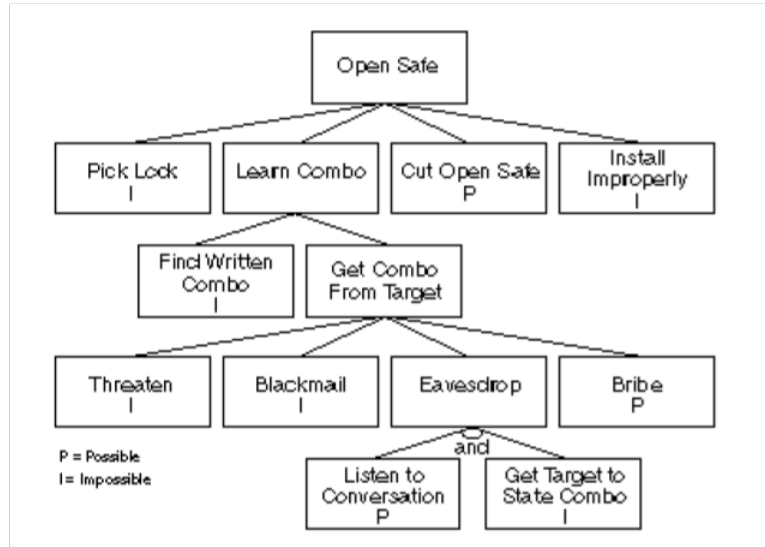 Open Safe
Pick Lock
I
Learn Combo
Cut Open Safe
P
Install
Improperly
I
Find Written
Combo
I
Get Combo
From Target
Threaten
I
Blackmail
I
Eavesdrop
Bribe
P
and
P = Possible
I = Impossible
Listen to
Conversation
P
Get Target to
State Combo
I